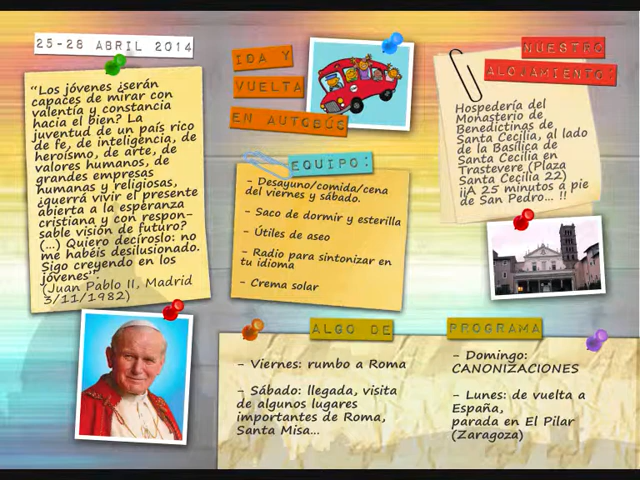 25-28 ABRIL 2014
“Los jóvenes ¿serán
capaces de mirar con
valentía y constancia
hacia el bien? La
juventud de un país rico
de fe, de inteligencia, de
heroísmo, de arte, de
valores humanos, de
grandes empresas
humanas y religiosas,
¿querrá vivir el presente
abierta a la esperanza
cristiana y con respon-
sable visión de futuro?
(...) Quiero decíroslo: no
me habéis desilusionado.
Sigo creyendo en los
jóvenes”.
(Juan Pablo II, Madrid
3/11/1982)
IDA Y
VUELTA
EN AUTOBÚS
EQUIPO:
- Desayuno/comida/cena
del viernes y sábado.
- Saco de dormir y esterilla
- Útiles de aseo
- Radio para sintonizar en
tu idioma
- Crema solar
NUESTRO
ALOJAMIENTO:
Hospedería del
Monasterio de
Benedictinas de
Santa Cecilia, al lado
de la Basílica de
Santa Cecilia en
Trastevere (Plaza
Santa Cecilia 22)
¡¡A 25 minutos a pie
de San Pedro... !!
ALGO DE PROGRAMA
- Viernes: rumbo a Roma
- Sábado: llegada, visita
de algunos lugares
importantes de Roma,
Santa Misa...
- Domingo:
CANONIZACIONES
- Lunes: de vuelta a
España,
parada en El Pilar
(Zaragoza)